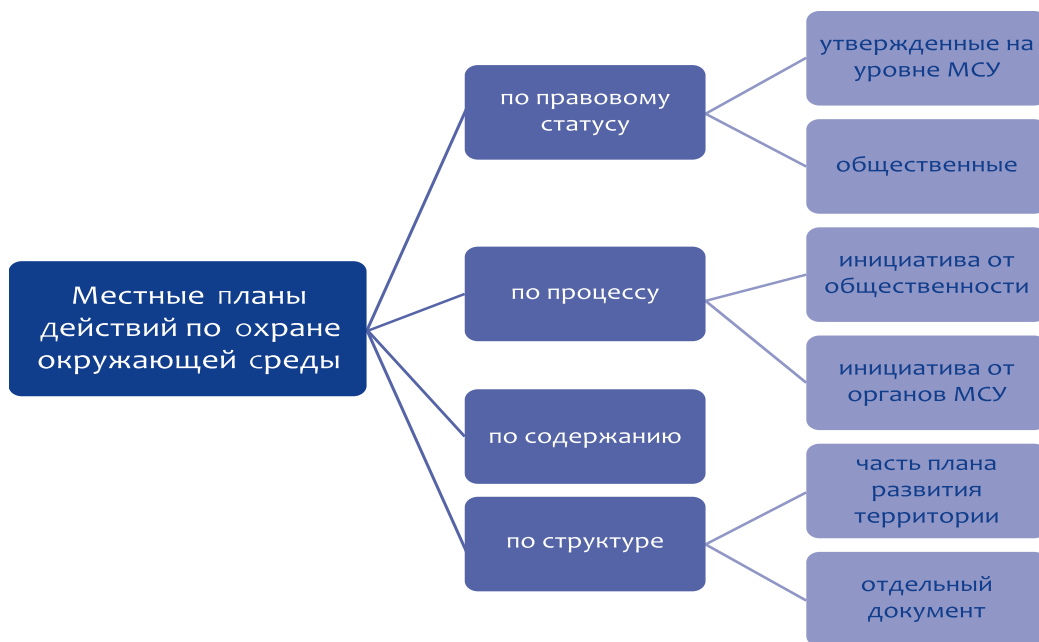 Местные планы
действий по охране
окружающей среды
по правовому
статусу
утвержденные на
уровне МСУ
общественные
по процессу
инициатива от
общественности
инициатива от
органов МСУ
по содержанию
по структуре
часть плана
развития
территории
отдельный
документ